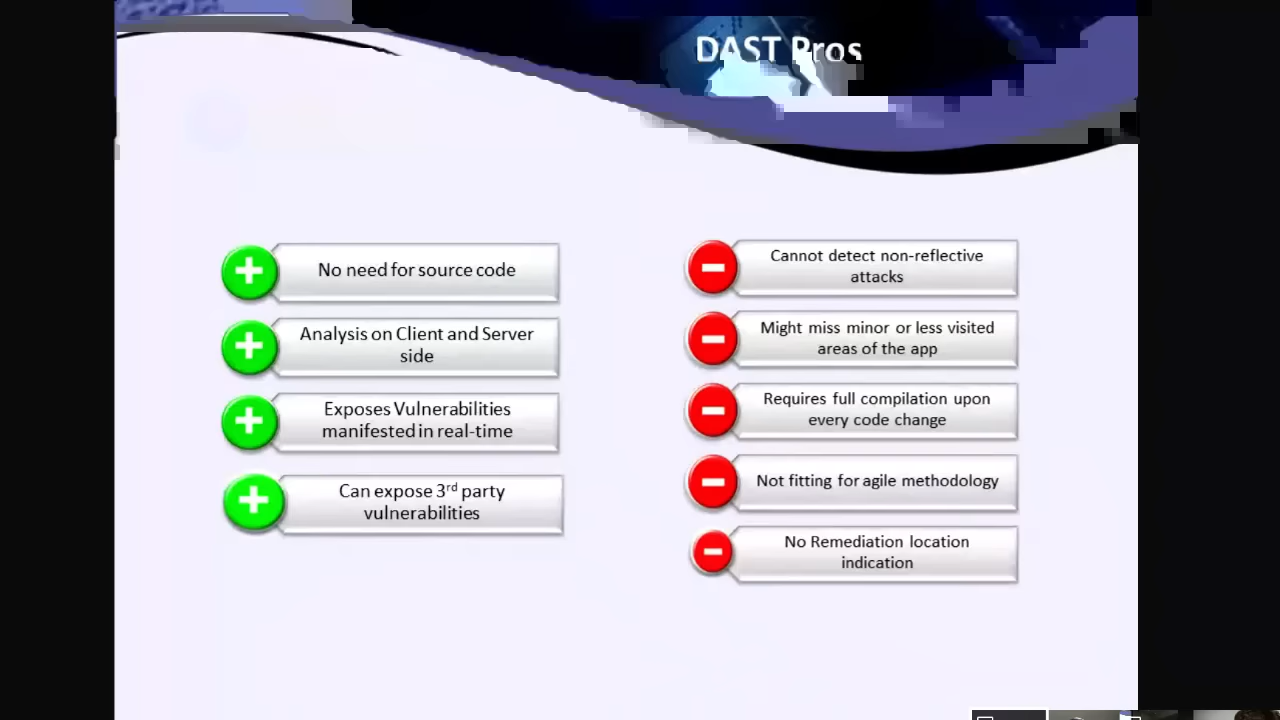 DAST Pros
No need for source code
Analysis on Client and Server
side
Exposes Vulnerabilities
manifested in real-time
Can expose 3rd party
vulnerabilities
Cannot detect non-reflective
attacks
Might miss minor or less visited
areas of the app
Requires full compilation upon
every code change
Not fitting for agile methodology
No Remediation location
indication